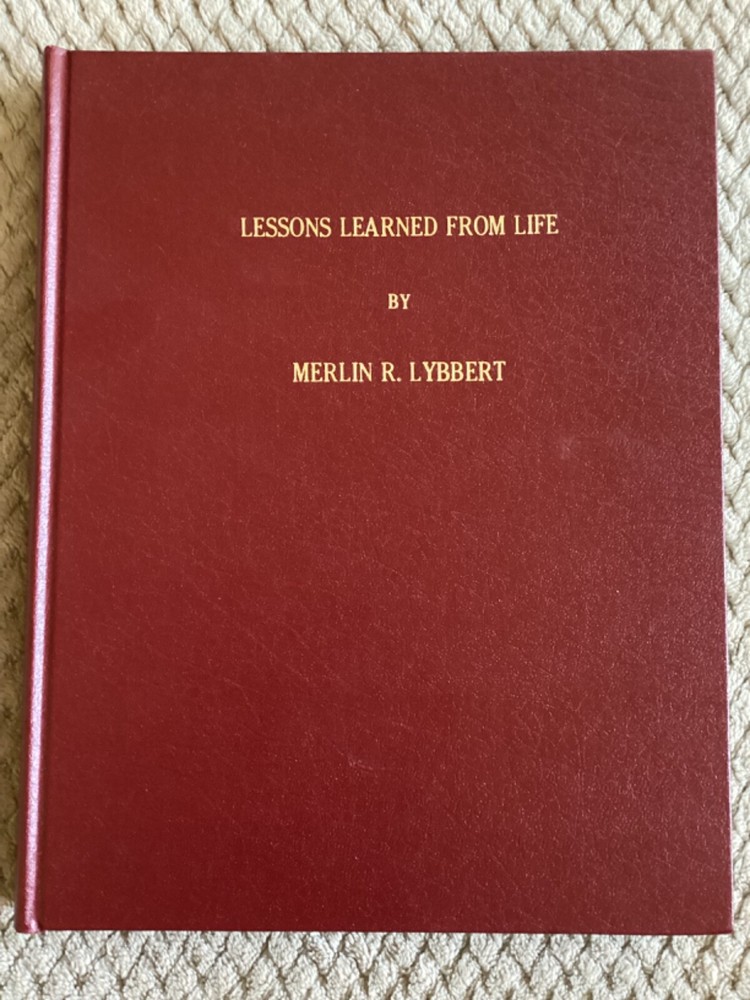 LESSONS LEARNED FROM LIFE
BY
MERLIN R. LYBBERT